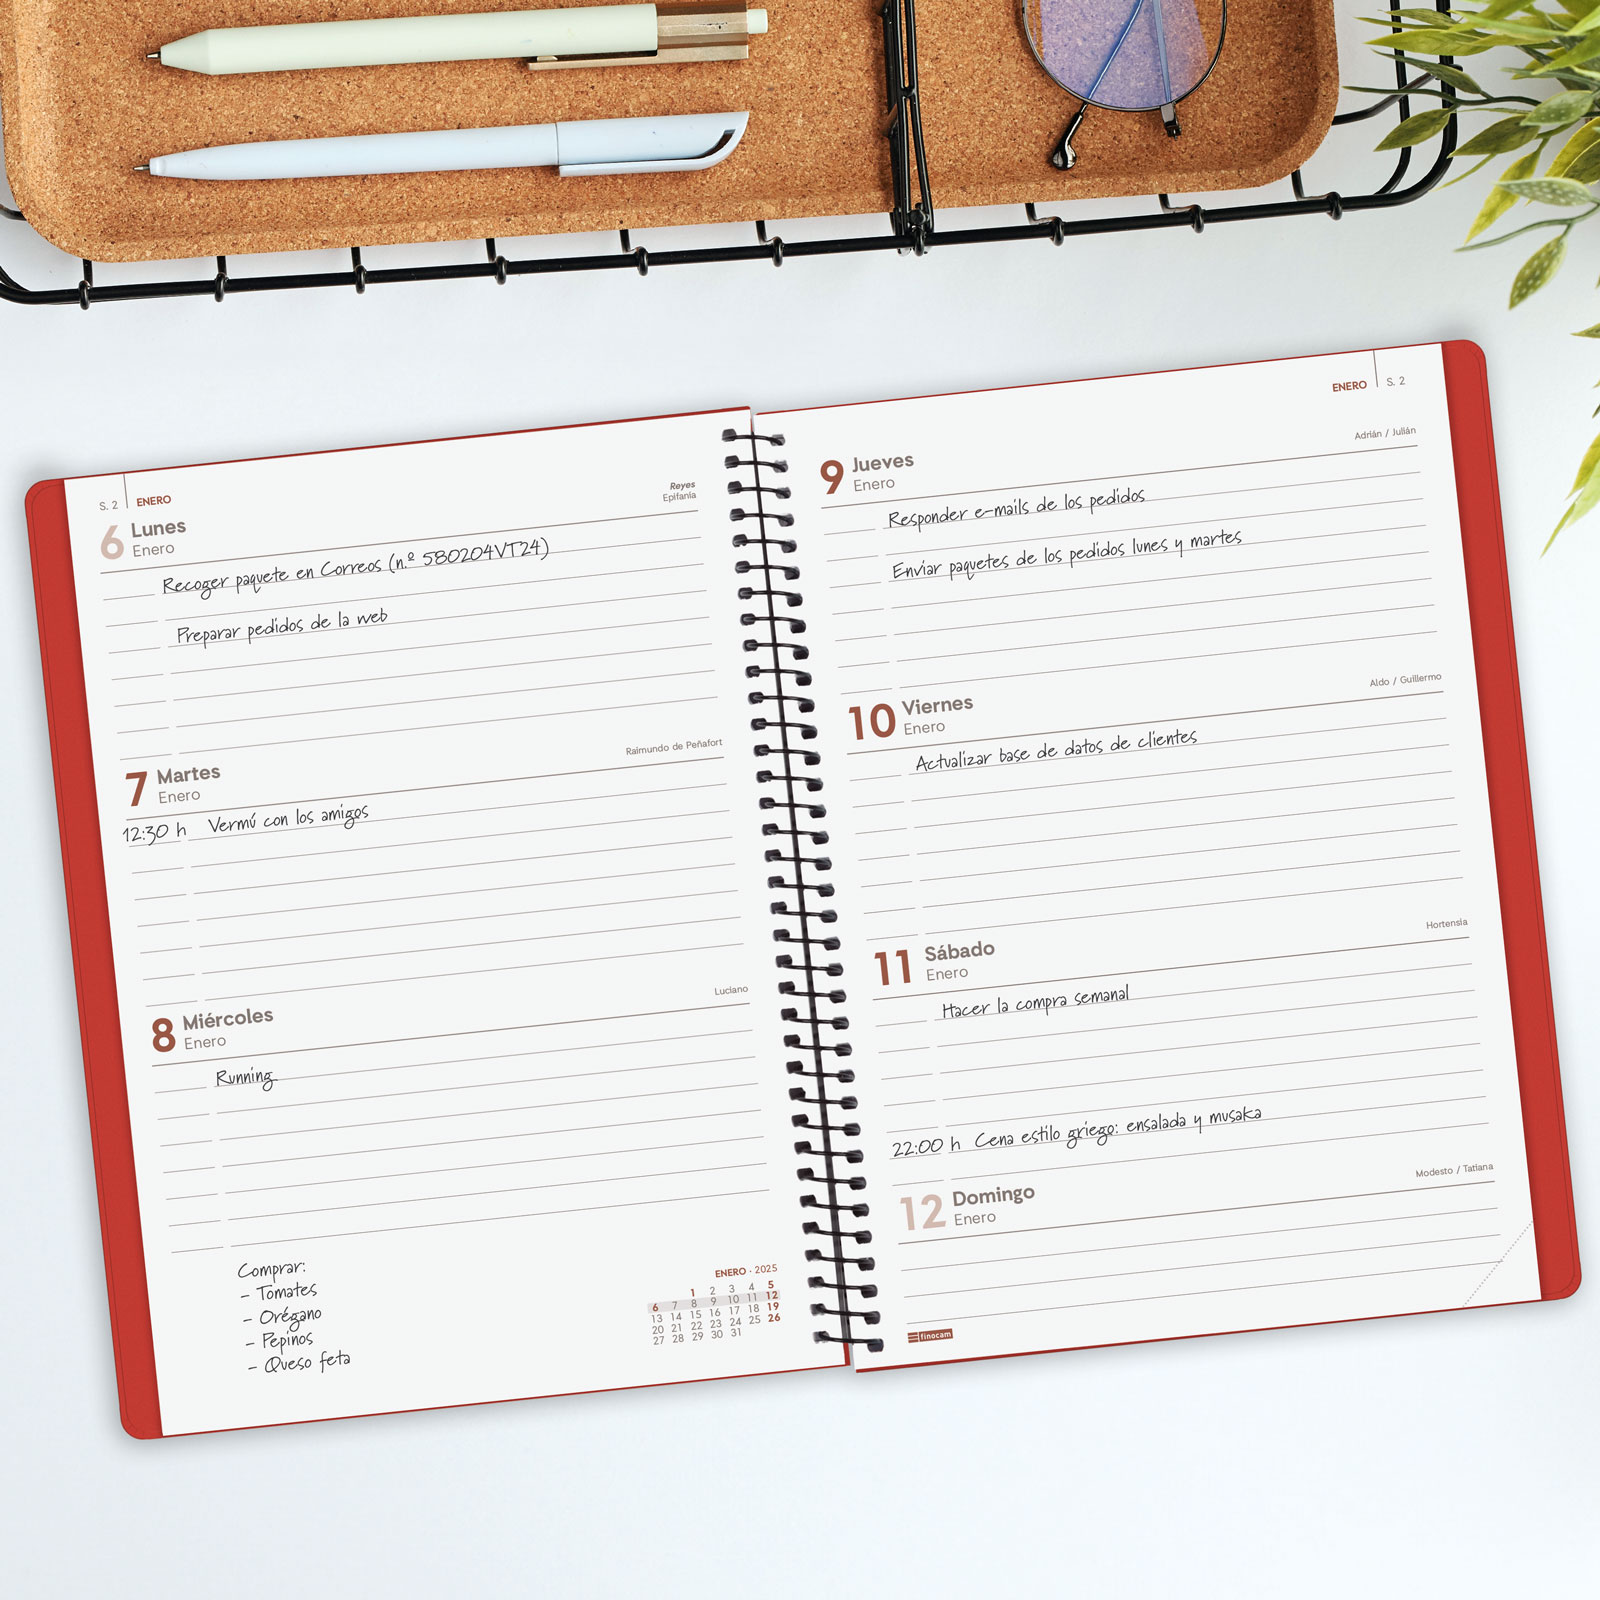 S. 2 ENERO
Reyes
Epifanía
6 Lunes
Enero
Recoger paquete en Correos (n.º 580204VT24)
Preparar pedidos de la web
Raimundo de Peñafort
7 Martes
Enero
12:30 h Vermú con los amigos
Luciano
8 Miércoles
Enero
Running
Comprar:
- Tomates
- Orégano
- Pepinos
- Queso feta
ENERO · 2025
1 2 3 4 5
6 7 8 9 10 11 12
13 14 15 16 17 18 19
20 21 22 23 24 25 26
27 28 29 30 31
ENERO S. 2
Adrián / Julián
9 Jueves
Enero
Responder e-mails de los pedidos
Enviar paquetes de los pedidos lunes y martes
Aldo / Guillermo
10 Viernes
Enero
Actualizar base de datos de clientes
Hortensia
11 Sábado
Enero
Hacer la compra semanal
22:00 h Cena estilo griego: ensalada y musaka
Modesto / Tatiana
12 Domingo
Enero
finocam